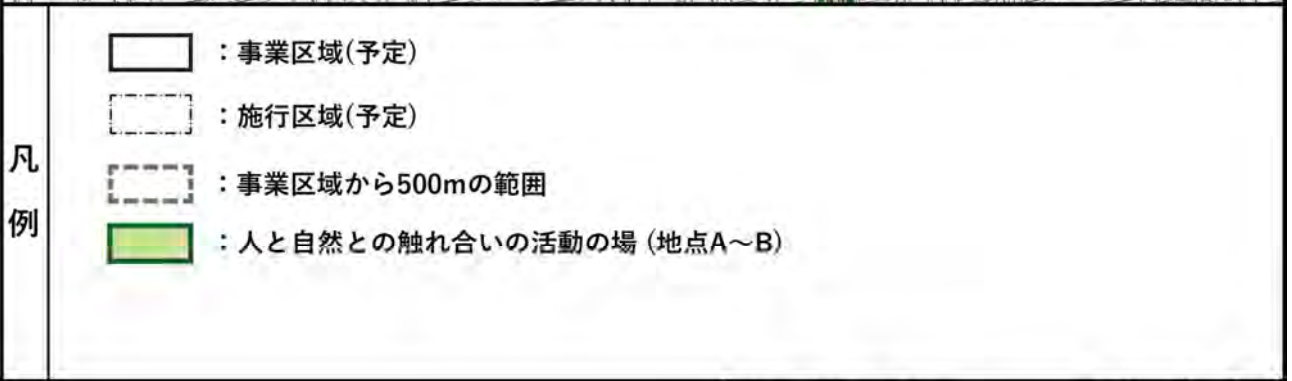 凡例
：事業区域(予定)
：施行区域(予定)
：事業区域から500mの範囲
：人と自然との触れ合いの活動の場 (地点A～B)